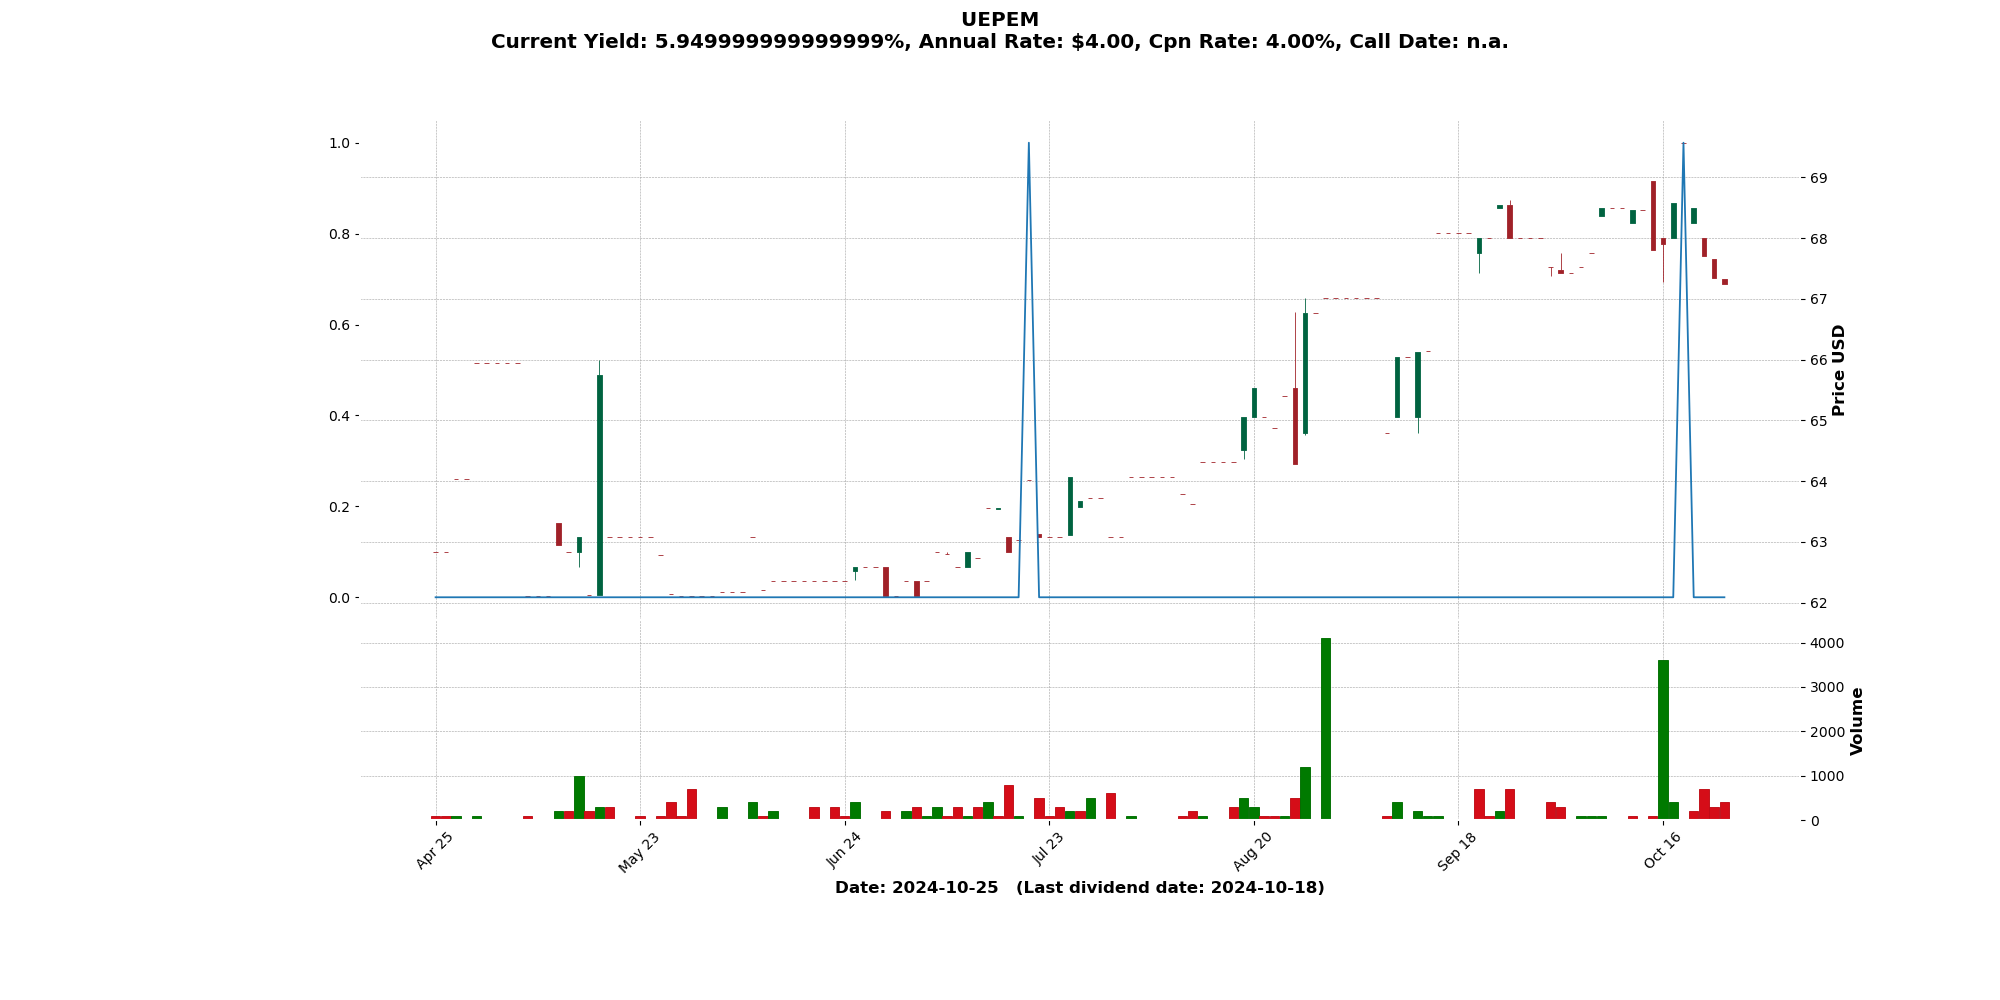 UEPEM
Current Yield: 5.949999999999999%, Annual Rate: $4.00, Cpn Rate: 4.00%, Call Date: n.a.
1.0
0.8
0.6
0.4
0.2
0.0
69
68
67
66
65
64
63
62
Price USD
4000
3000
2000
1000
0
Volume
Apr 25
May 23
Jun 24
Jul 23
Aug 20
Sep 18
Oct 16
Date: 2024-10-25   (Last dividend date: 2024-10-18)